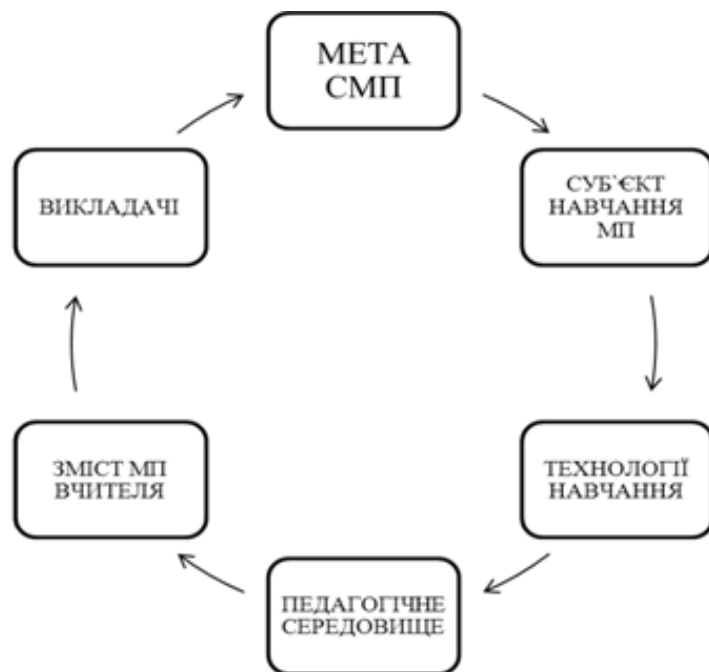 МЕТА
СМП
СУБ`ЄКТ
НАВЧАННЯ
МП
ТЕХНОЛОГІЇ
НАВЧАННЯ
ПЕДАГОГІЧНЕ
СЕРЕДОВИЩЕ
ЗМІСТ МП
ВЧИТЕЛЯ
ВИКЛАДАЧІ